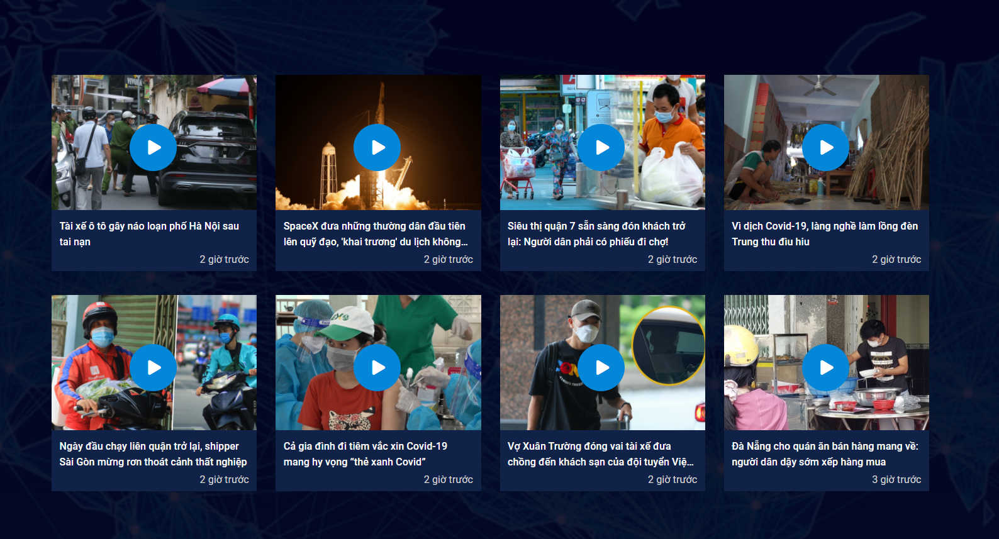 Tài xế ô tô gây náo loạn phố Hà Nội sau
tai nạn
2 giờ trước
SpaceX đưa những thường dân đầu tiên
lên quỹ đạo, 'khai trương' du lịch không...
2 giờ trước
Siêu thị quận 7 sẵn sàng đón khách trở
lại: Người dân phải có phiếu đi chợ!
2 giờ trước
Vì dịch Covid-19, làng nghề làm lồng đèn
Trung thu đìu hiu
2 giờ trước
Ngày đầu chạy liên quận trở lại, shipper
Sài Gòn mừng rơn thoát cảnh thất nghiệp
2 giờ trước
Cả gia đình đi tiêm vắc xin Covid-19
mang hy vọng “thẻ xanh Covid”
2 giờ trước
Vợ Xuân Trường đóng vai tài xế đưa
chồng đến khách sạn của đội tuyển Việ...
2 giờ trước
Đà Nẵng cho quán ăn bán hàng mang về:
người dân dậy sớm xếp hàng mua
3 giờ trước